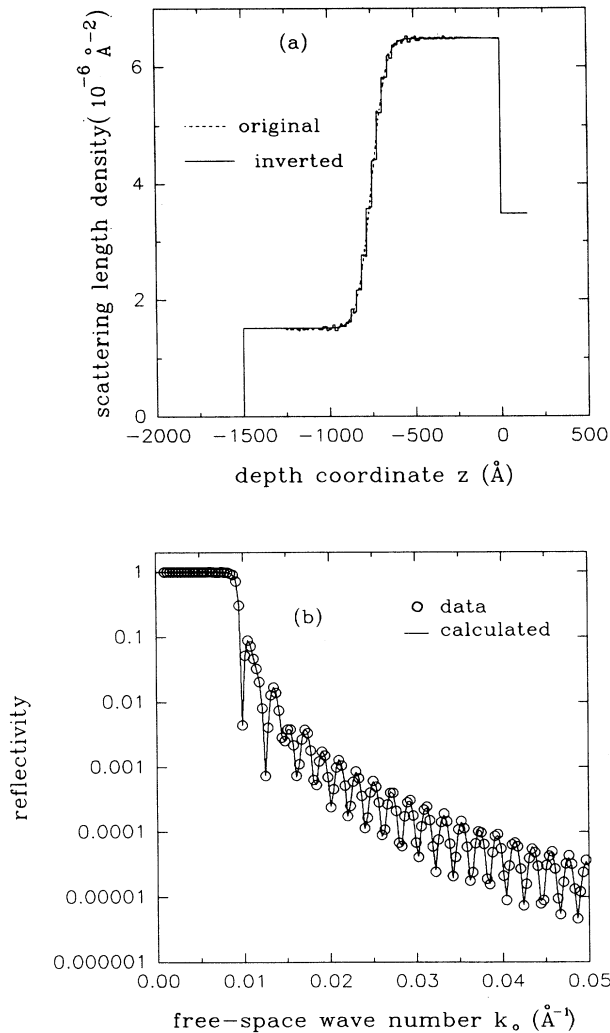 (a)
scattering length density( 10⁻⁶ Å⁻²)
6
4
2
0
original
inverted
−2000 −1500 −1000 −500 0 500
depth coordinate z (Å)
(b)
data
calculated
reflectivity
1
0.1
0.01
0.001
0.0001
0.00001
0.000001
0.00 0.01 0.02 0.03 0.04 0.05
free-space wave number kₒ (Å⁻¹)